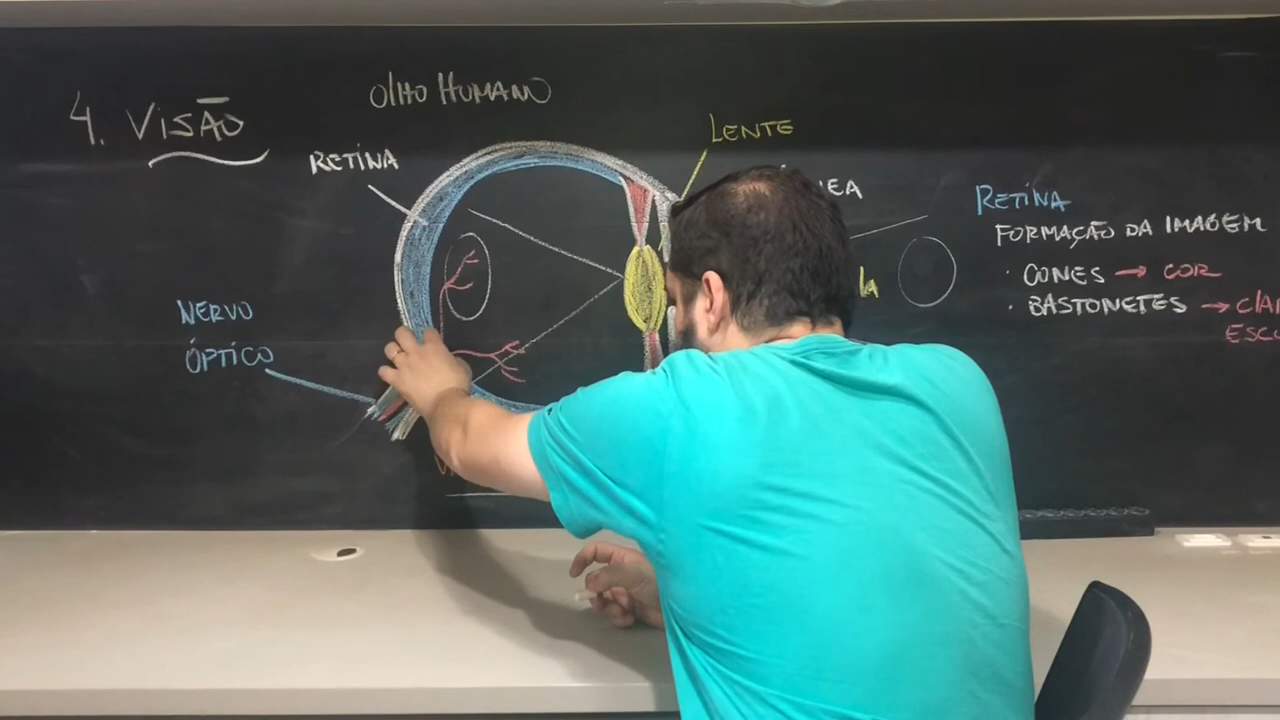 4. VISÃO
OLHO HUMANO
RETINA
LENTE
NERVO
ÓPTICO
RETINA
FORMAÇÃO DA IMAGEM
· CONES → COR
· BASTONETES →